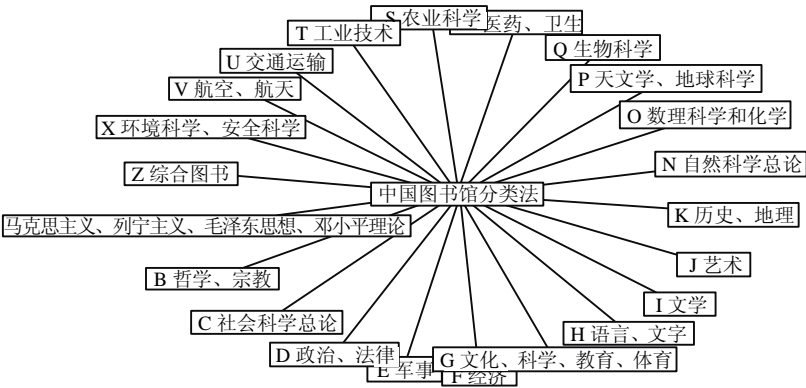 S 农业科学
医药、卫生
T 工业技术
Q 生物科学
U 交通运输
P 天文学、地球科学
V 航空、航天
O 数理科学和化学
X 环境科学、安全科学
N 自然科学总论
Z 综合图书
中国图书馆分类法
K 历史、地理
马克思主义、列宁主义、毛泽东思想、邓小平理论
J 艺术
B 哲学、宗教
I 文学
C 社会科学总论
H 语言、文字
D 政治、法律
G 文化、科学、教育、体育
E 军事
F 经济